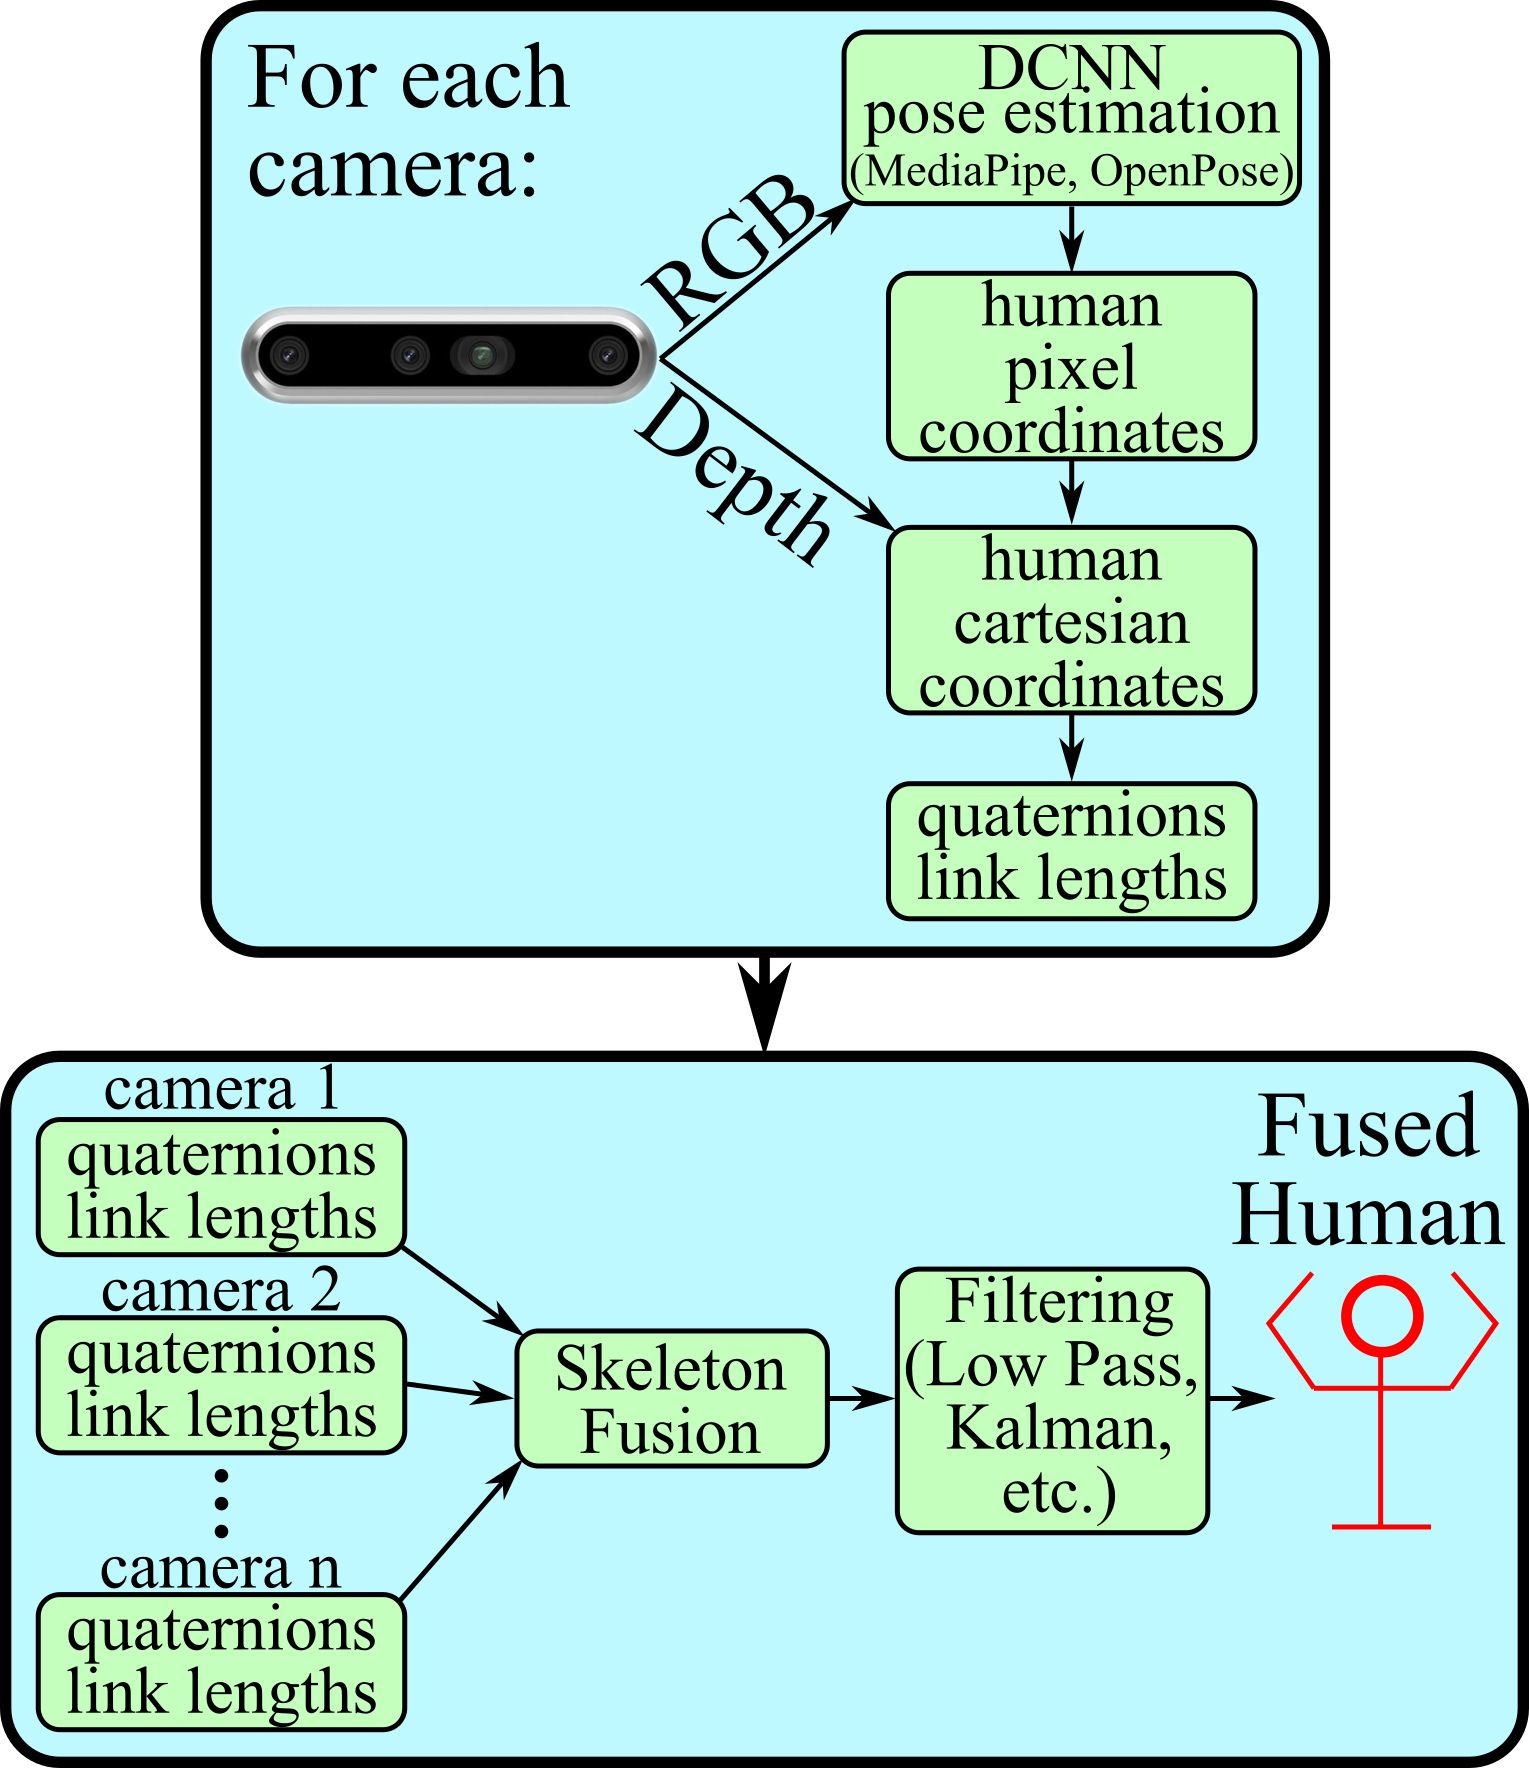 For each
camera:
DCNN
pose estimation
(MediaPipe, OpenPose)
RGB
human
pixel
coordinates
Depth
human
cartesian
coordinates
quaternions
link lengths
camera 1
quaternions
link lengths
camera 2
quaternions
link lengths
camera n
quaternions
link lengths
Skeleton
Fusion
Filtering
(Low Pass,
Kalman,
etc.)
Fused
Human